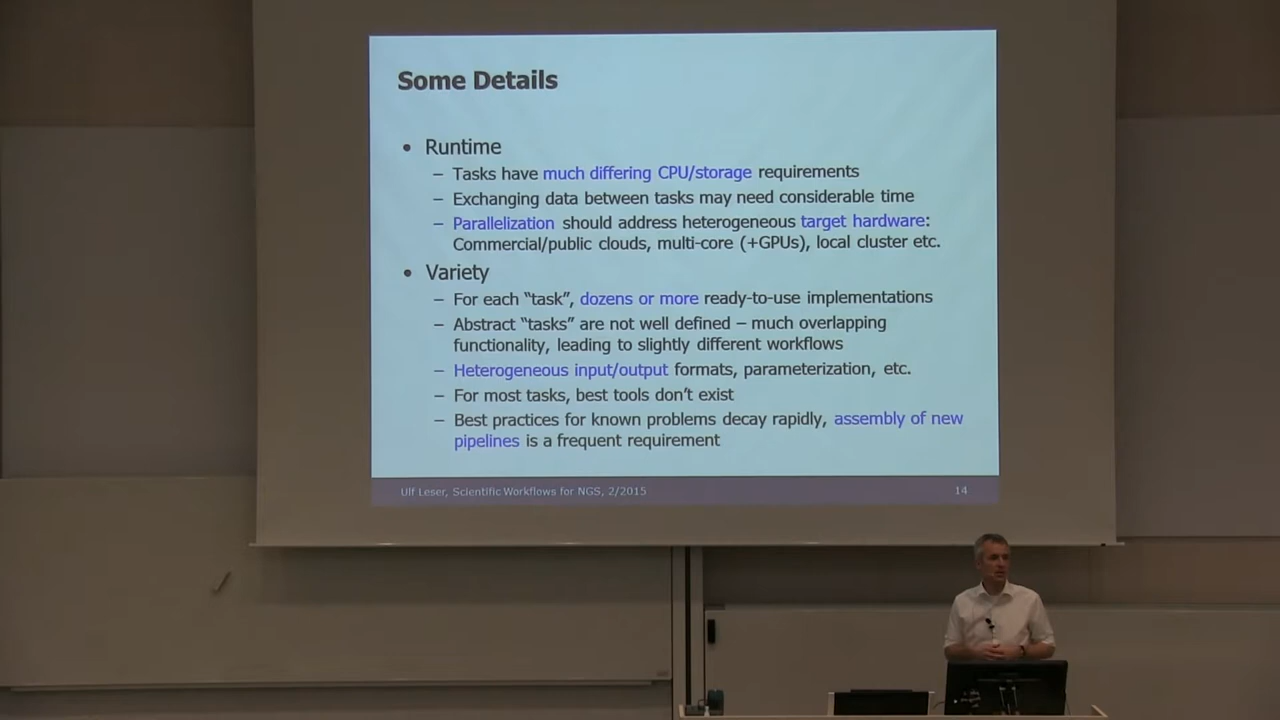 Some Details
• Runtime
– Tasks have much differing CPU/storage requirements
– Exchanging data between tasks may need considerable time
– Parallelization should address heterogeneous target hardware:
Commercial/public clouds, multi-core (+GPUs), local cluster etc.
• Variety
– For each “task”, dozens or more ready-to-use implementations
– Abstract “tasks” are not well defined – much overlapping
functionality, leading to slightly different workflows
– Heterogeneous input/output formats, parameterization, etc.
– For most tasks, best tools don’t exist
– Best practices for known problems decay rapidly, assembly of new
pipelines is a frequent requirement
Ulf Leser, Scientific Workflows for NGS, 2/2015 14